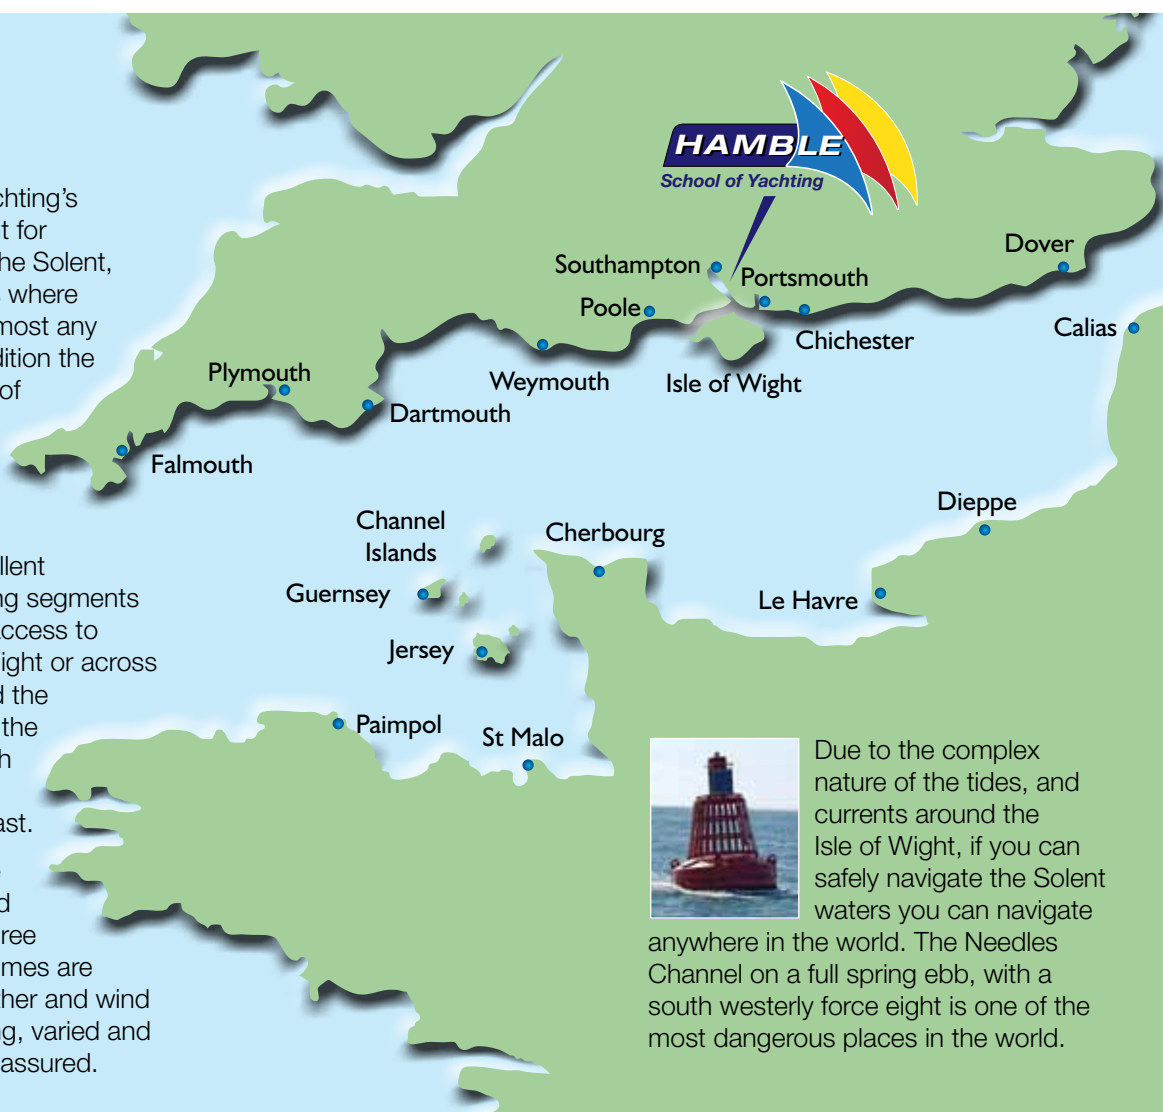 HAMBLE
School of Yachting
Southampton
Portsmouth
Dover
Poole
Chichester
Calias
Weymouth
Isle of Wight
Plymouth
Dartmouth
Falmouth
Channel
Islands
Guernsey
Jersey
Cherbourg
Dieppe
Le Havre
Paimpol
St Malo
t for
he Solent,
where
most any
dition the
of
ng segments
access to
ight or across
d the
the
ast.
ree
mes are
ther and wind
varied and
assured.
Due to the complex
nature of the tides, and
currents around the
Isle of Wight, if you can
safely navigate the Solent
waters you can navigate
anywhere in the world. The Needles
Channel on a full spring ebb, with a
south westerly force eight is one of the
most dangerous places in the world.